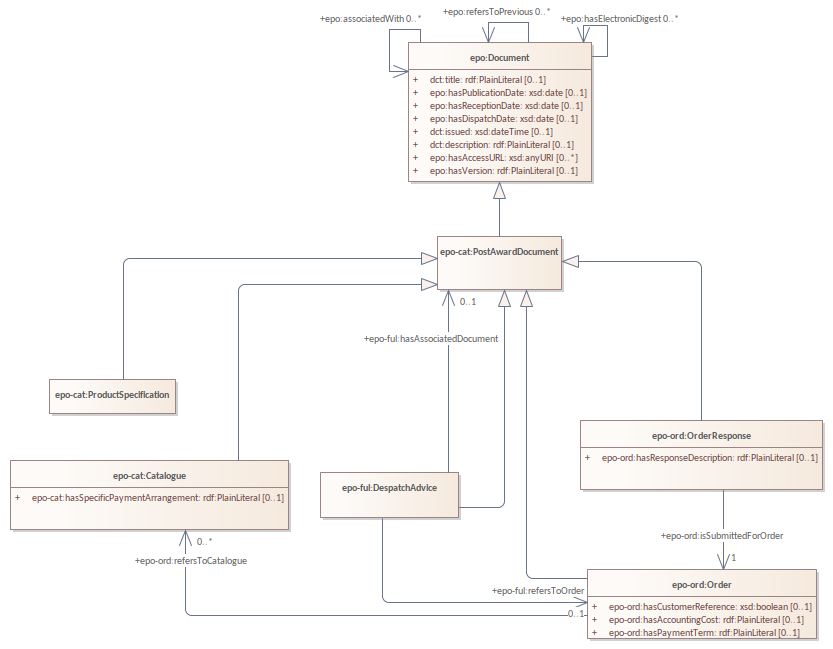 +epo:refersToPrevious 0..*
+epo:associatedWith 0..*
+epo:hasElectronicDigest 0..*
epo:Document
+ dct:title: rdf:PlainLiteral [0..1]
+ epo:hasPublicationDate: xsd:date [0..1]
+ epo:hasReceptionDate: xsd:date [0..1]
+ epo:hasDispatchDate: xsd:date [0..1]
+ dct:issued: xsd:dateTime [0..1]
+ dct:description: rdf:PlainLiteral [0..1]
+ epo:hasAccessURL: xsd:anyURI [0..*]
+ epo:hasVersion: rdf:PlainLiteral [0..1]
epo-cat:PostAwardDocument
0..1
+epo-ful:hasAssociatedDocument
epo-cat:ProductSpecification
epo-ord:OrderResponse
+ epo-ord:hasResponseDescription: rdf:PlainLiteral [0..1]
epo-cat:Catalogue
+ epo-cat:hasSpecificPaymentArrangement: rdf:PlainLiteral [0..1]
epo-ful:DespatchAdvice
0..*
+epo-ord:refersToCatalogue
+epo-ord:isSubmittedForOrder
1
+epo-ful:refersToOrder
0..1
epo-ord:Order
+ epo-ord:hasCustomerReference: xsd:boolean [0..1]
+ epo-ord:hasAccountingCost: rdf:PlainLiteral [0..1]
+ epo-ord:hasPaymentTerm: rdf:PlainLiteral [0..1]